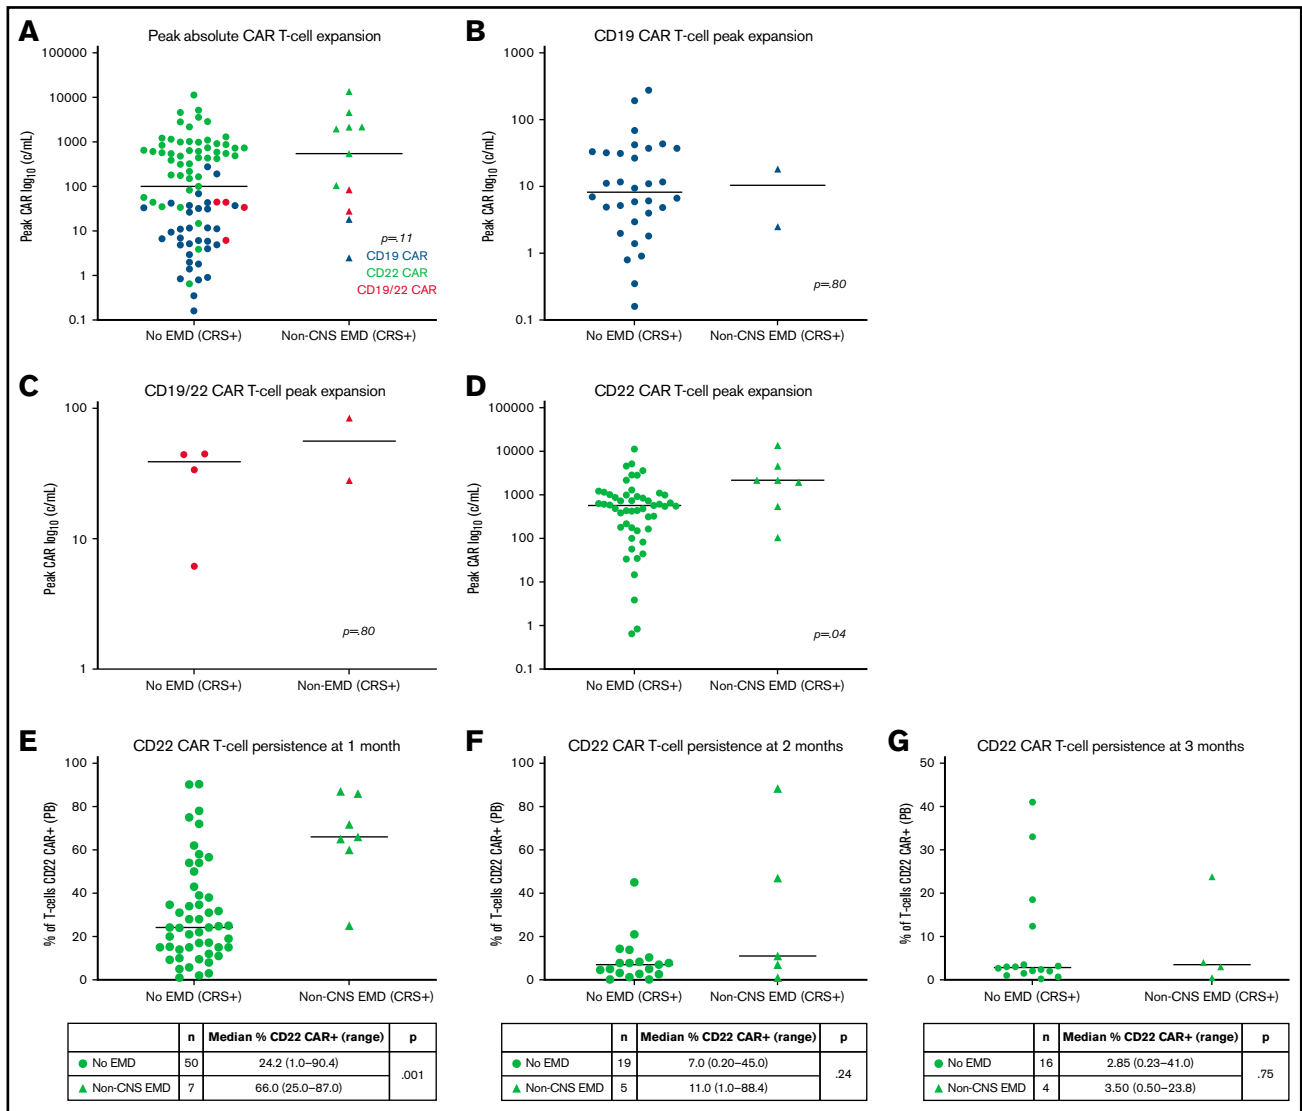 A
Peak absolute CAR T-cell expansion
Peak CAR log10 (c/mL)
100000
10000
1000
100
10
1
0.1
p=.11
CD19 CAR
CD22 CAR
CD19/22 CAR
No EMD (CRS+)
Non-CNS EMD (CRS+)
B
CD19 CAR T-cell peak expansion
Peak CAR log10 (c/mL)
1000
100
10
1
0.1
p=.80
No EMD (CRS+)
Non-CNS EMD (CRS+)
C
CD19/22 CAR T-cell peak expansion
Peak CAR log10 (c/mL)
100
10
1
p=.80
No EMD (CRS+)
Non-EMD (CRS+)
D
CD22 CAR T-cell peak expansion
Peak CAR log10 (c/mL)
100000
10000
1000
100
10
1
0.1
p=.04
No EMD (CRS+)
Non-CNS EMD (CRS+)
E
CD22 CAR T-cell persistence at 1 month
% of T-cells CD22 CAR+ (PB)
100
80
60
40
20
0
No EMD (CRS+)
Non-CNS EMD (CRS+)
n Median % CD22 CAR+ (range) p
No EMD 50 24.2 (1.0–90.4) .001
Non-CNS EMD 7 66.0 (25.0–87.0)
F
CD22 CAR T-cell persistence at 2 months
% of T-cells CD22 CAR+ (PB)
100
80
60
40
20
0
No EMD (CRS+)
Non-CNS EMD (CRS+)
n Median % CD22 CAR+ (range) p
No EMD 19 7.0 (0.20–45.0) .24
Non-CNS EMD 5 11.0 (1.0–88.4)
G
CD22 CAR T-cell persistence at 3 months
% of T-cells CD22 CAR+ (PB)
50
40
30
20
10
0
No EMD (CRS+)
Non-CNS EMD (CRS+)
n Median % CD22 CAR+ (range) p
No EMD 16 2.85 (0.23–41.0) .75
Non-CNS EMD 4 3.50 (0.50–23.8)